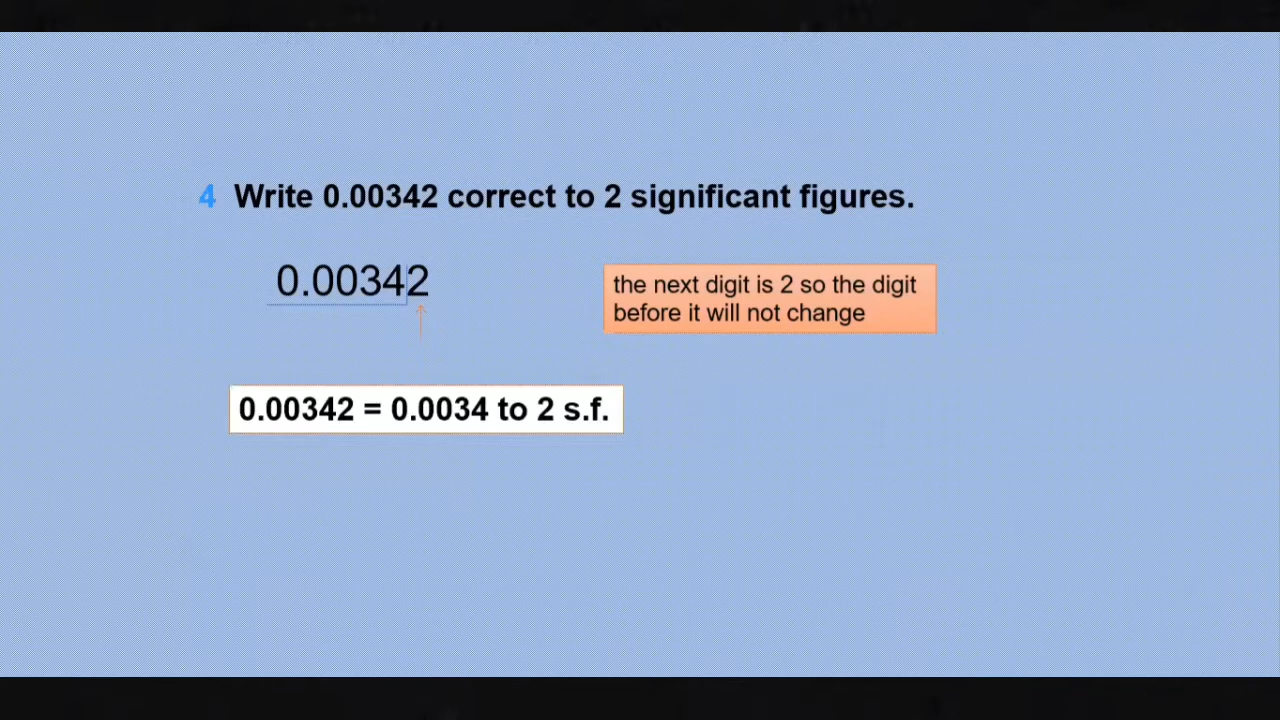 4 Write 0.00342 correct to 2 significant figures.
0.00342
the next digit is 2 so the digit
before it will not change
0.00342 = 0.0034 to 2 s.f.